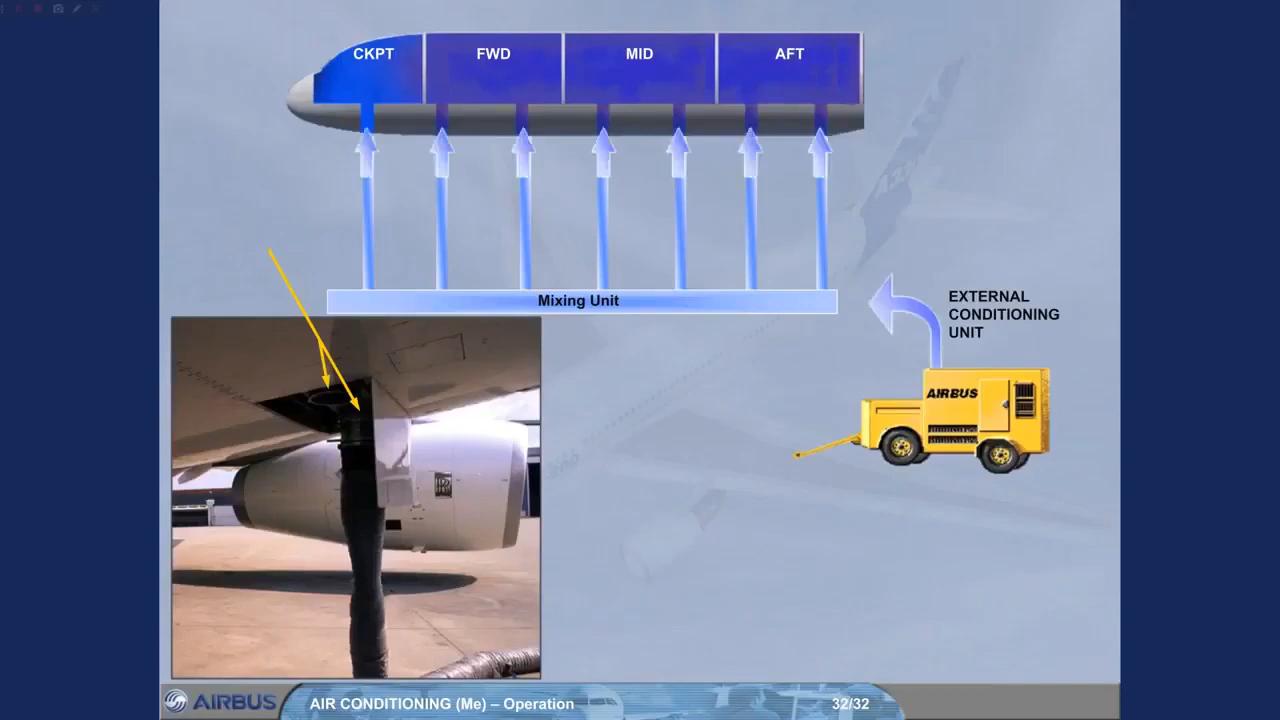 CKPT FWD MID AFT
Mixing Unit
EXTERNAL
CONDITIONING
UNIT
AIRBUS
AIRBUS
AIR CONDITIONING (Me) – Operation
32/32